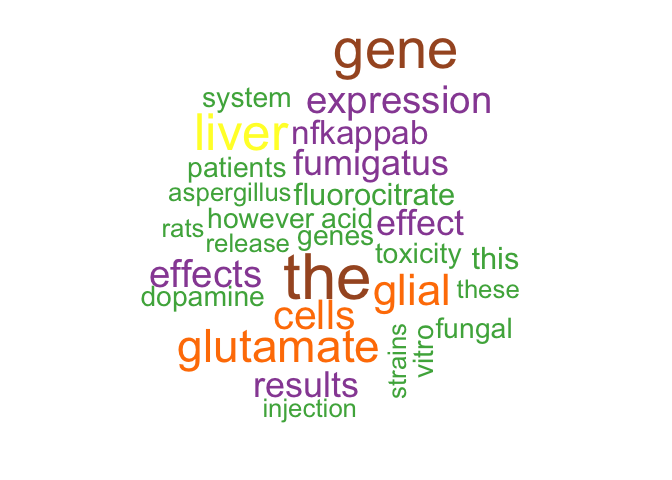 gene
system expression
liver nfkappab
patients fumigatus
aspergillus fluorocitrate
rats however acid effect
release genes toxicity this
effects the glial these
dopamine cells
glutamate strains vitro fungal
results
injection